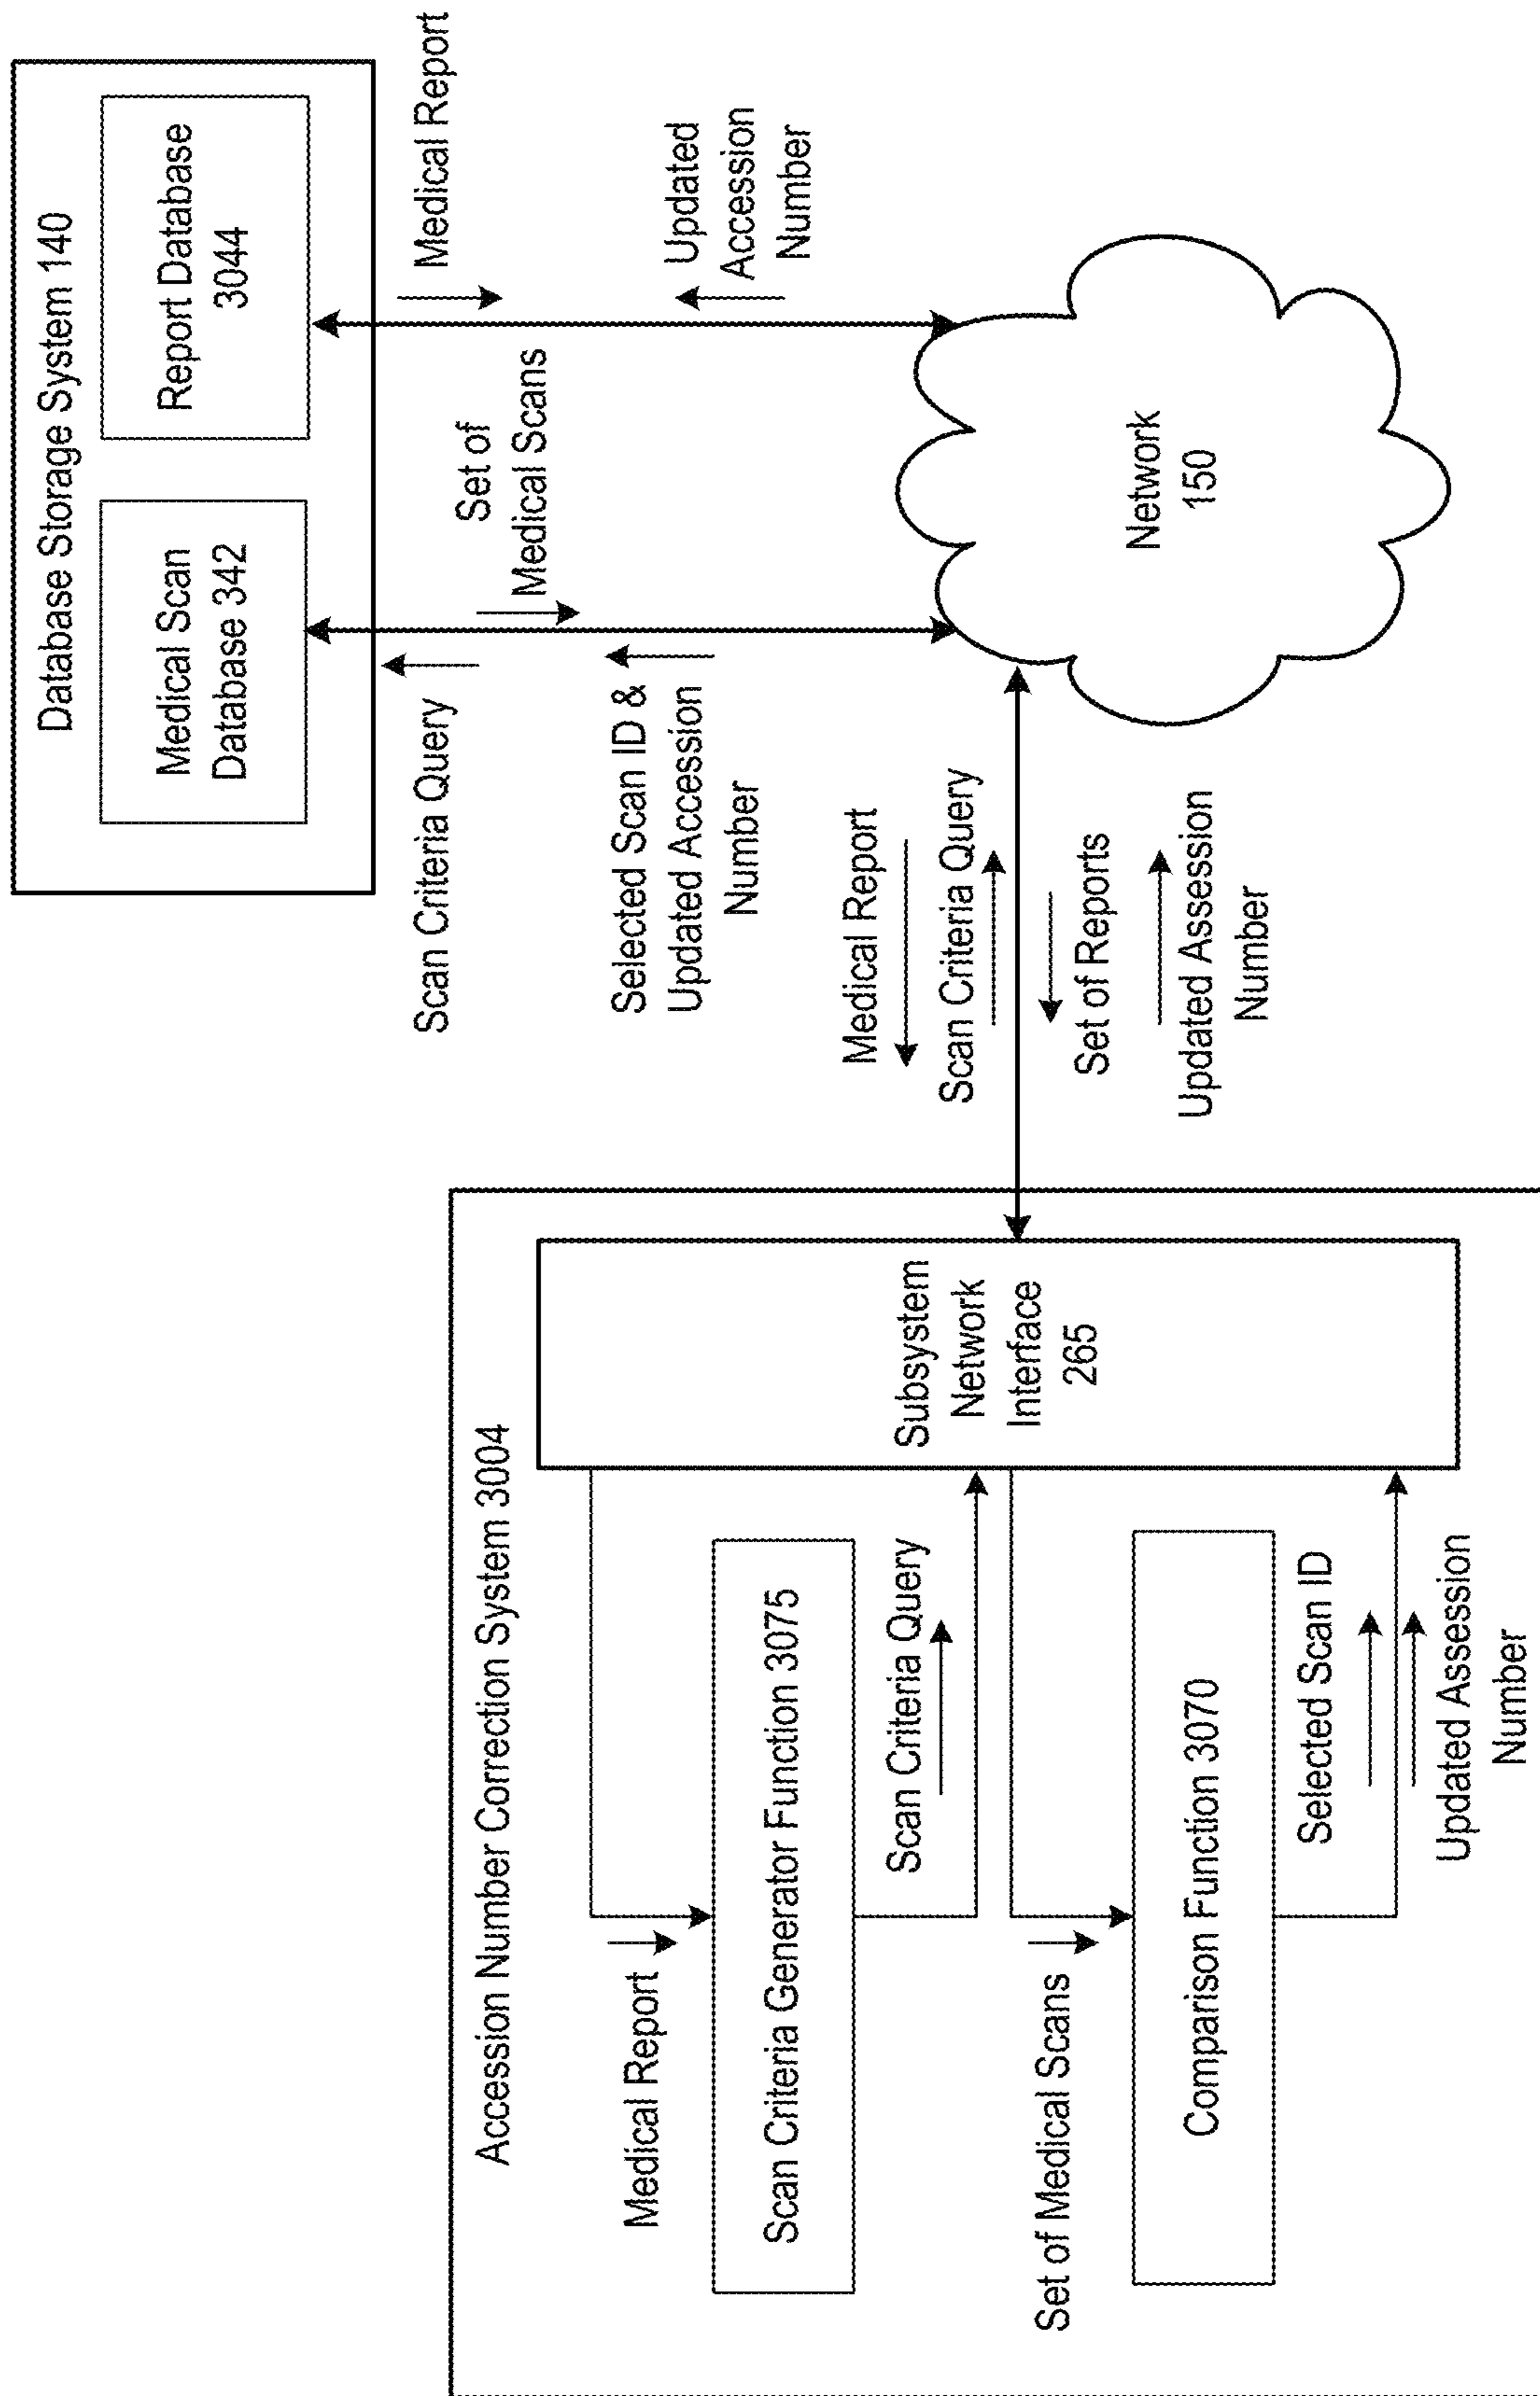 Database Storage System 140
Medical Scan
Database 342
Report Database
3044
Scan Criteria Query
Set of
Medical Scans
Medical Report
Selected Scan ID &
Updated Accession
Number
Updated
Accession
Number
Network
150
Medical Report
Scan Criteria Query
Set of Reports
Updated Assession
Number
Accession Number Correction System 3004
Subsystem
Network
Interface
265
Medical Report
Scan Criteria Generator Function 3075
Scan Criteria Query
Set of Medical Scans
Comparison Function 3070
Selected Scan ID
Updated Assession
Number